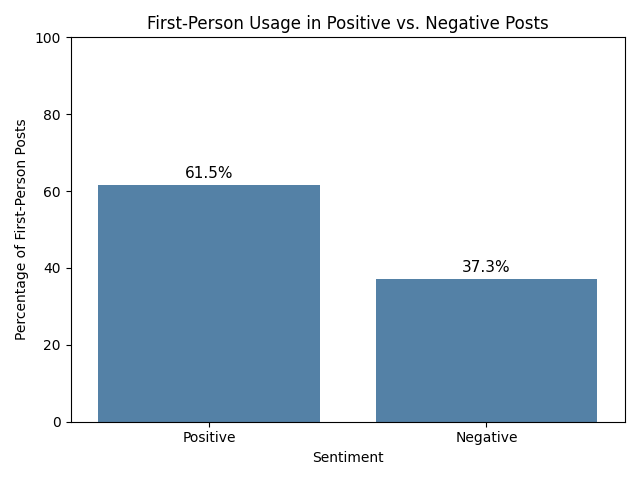 First-Person Usage in Positive vs. Negative Posts
Percentage of First-Person Posts
100
80
60
40
20
0
61.5%
37.3%
Positive
Negative
Sentiment